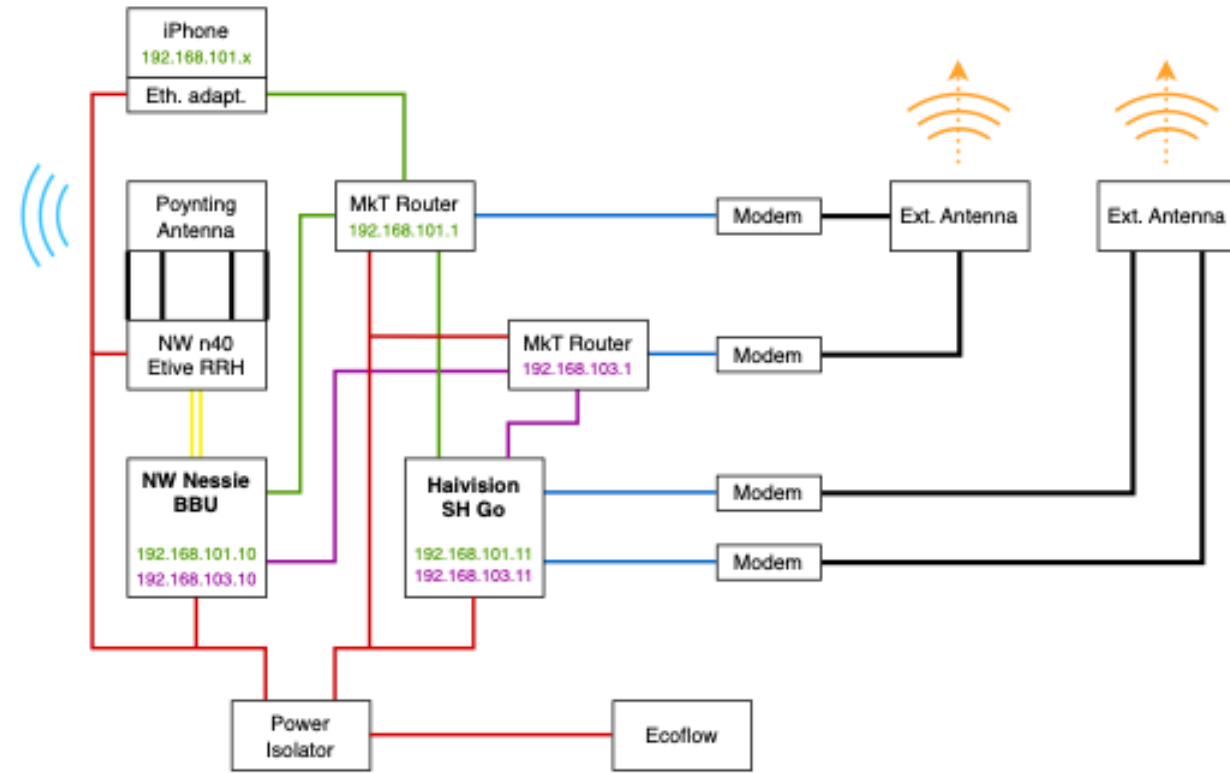 iPhone
192.168.101.x
Eth. adapt.
Poynting
Antenna
MkT Router
192.168.101.1
Modem
Ext. Antenna
Ext. Antenna
NW n40
Etive RRH
MkT Router
192.168.103.1
Modem
NW Nessie
BBU
192.168.101.10
192.168.103.10
Haivision
SH Go
192.168.101.11
192.168.103.11
Modem
Modem
Power
Isolator
Ecoflow